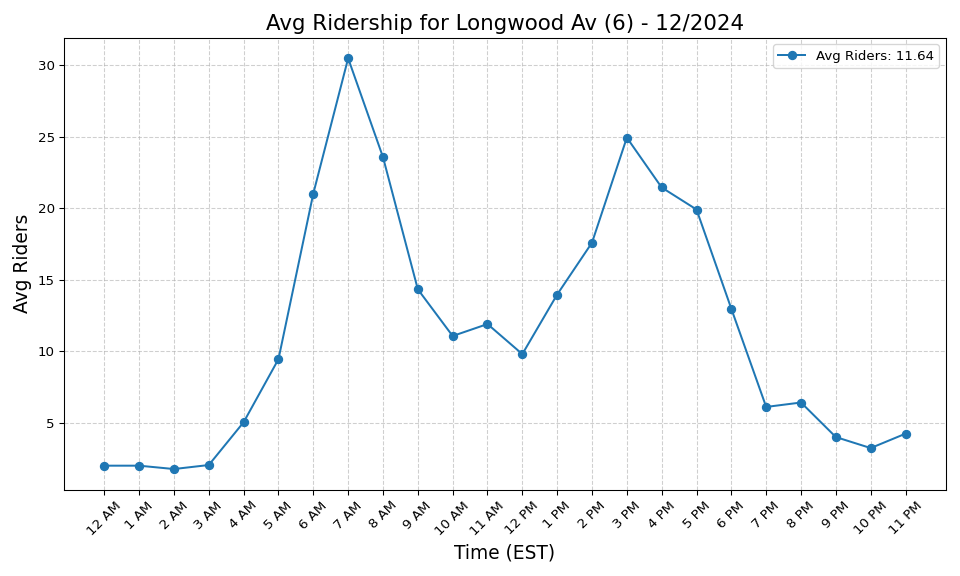 Avg Ridership for Longwood Av (6) - 12/2024
Avg Riders: 11.64
Avg Riders
30
25
20
15
10
5
12 AM
1 AM
2 AM
3 AM
4 AM
5 AM
6 AM
7 AM
8 AM
9 AM
10 AM
11 AM
12 PM
1 PM
2 PM
3 PM
4 PM
5 PM
6 PM
7 PM
8 PM
9 PM
10 PM
11 PM
Time (EST)